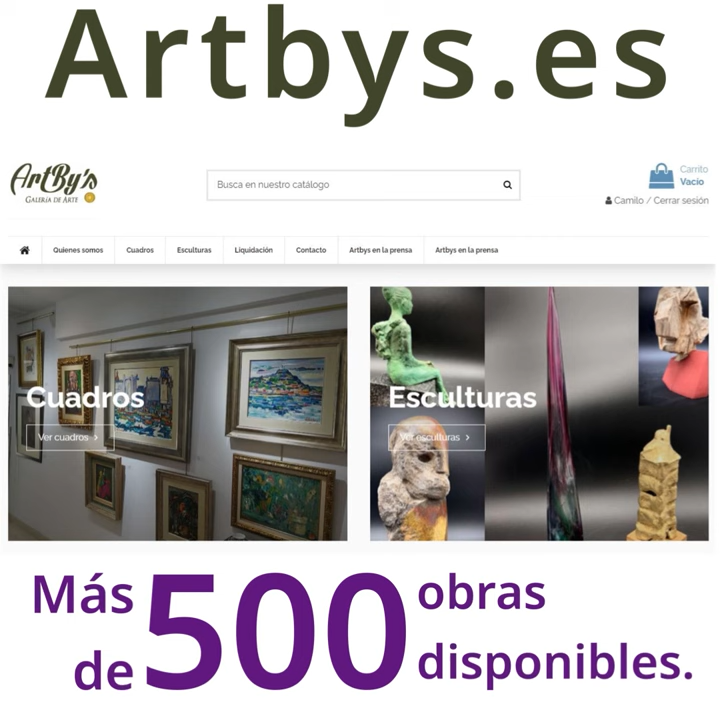 Artbys.es
ArtBy's
GALERÍA DE ARTE
Busca en nuestro catálogo
Carrito
Vacío
Camilo / Cerrar sesión
Quienes somos Cuadros Esculturas Liquidación Contacto Artbys en la prensa Artbys en la prensa
Cuadros
Ver cuadros
Esculturas
Ver esculturas
Más de 500 obras disponibles.